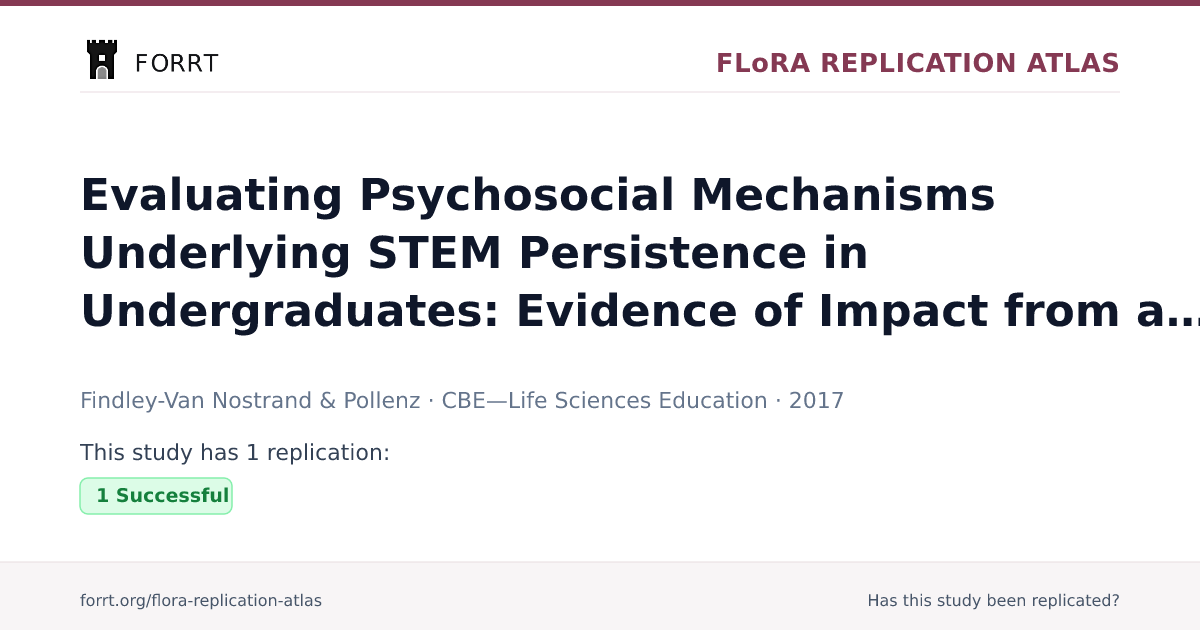 FORRT
FLoRA REPLICATION ATLAS
Evaluating Psychosocial Mechanisms
Underlying STEM Persistence in
Undergraduates: Evidence of Impact from a…
Findley-Van Nostrand & Pollenz · CBE—Life Sciences Education · 2017
This study has 1 replication:
1 Successful
forrt.org/flora-replication-atlas
Has this study been replicated?